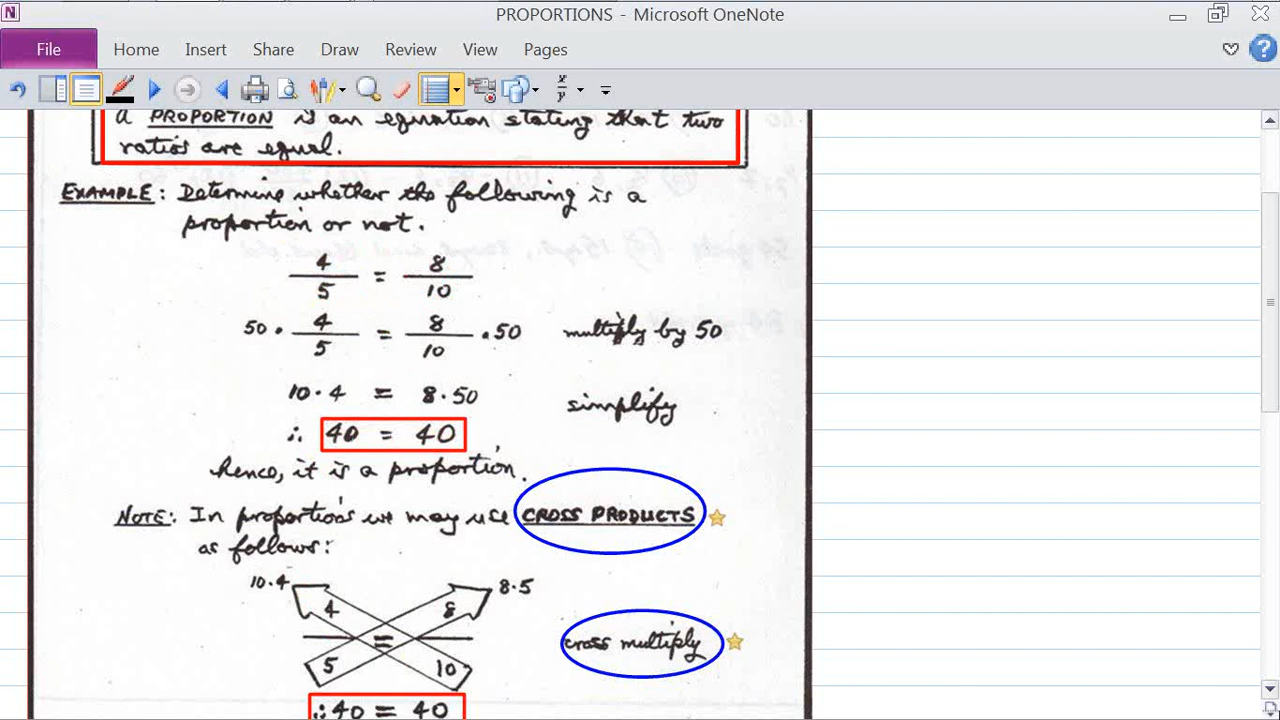 PROPORTIONS - Microsoft OneNote
File Home Insert Share Draw Review View Pages
a PROPORTION is an equation stating that two
ratios are equal.
EXAMPLE: Determine whether the following is a
proportion or not.
4/5 = 8/10
50 · 4/5 = 8/10 · 50 multiply by 50
10 · 4 = 8 · 50 simplify
∴ 40 = 40
hence, it is a proportion.
NOTE: In proportions we may use CROSS PRODUCTS
as follows:
10·4 8·5
4 8
= cross multiply
5 10
∴ 40 = 40